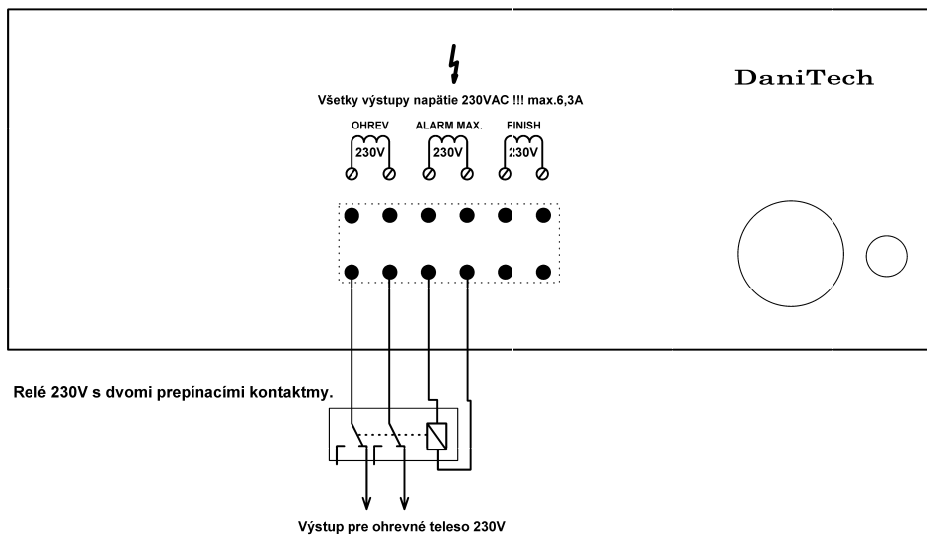 DaniTech
Všetky výstupy napätie 230VAC !!! max.6,3A
OHREV ALARM MAX. FINISH
230V 230V 230V
Relé 230V s dvomi prepínacími kontaktmy.
Výstup pre ohrevné teleso 230V